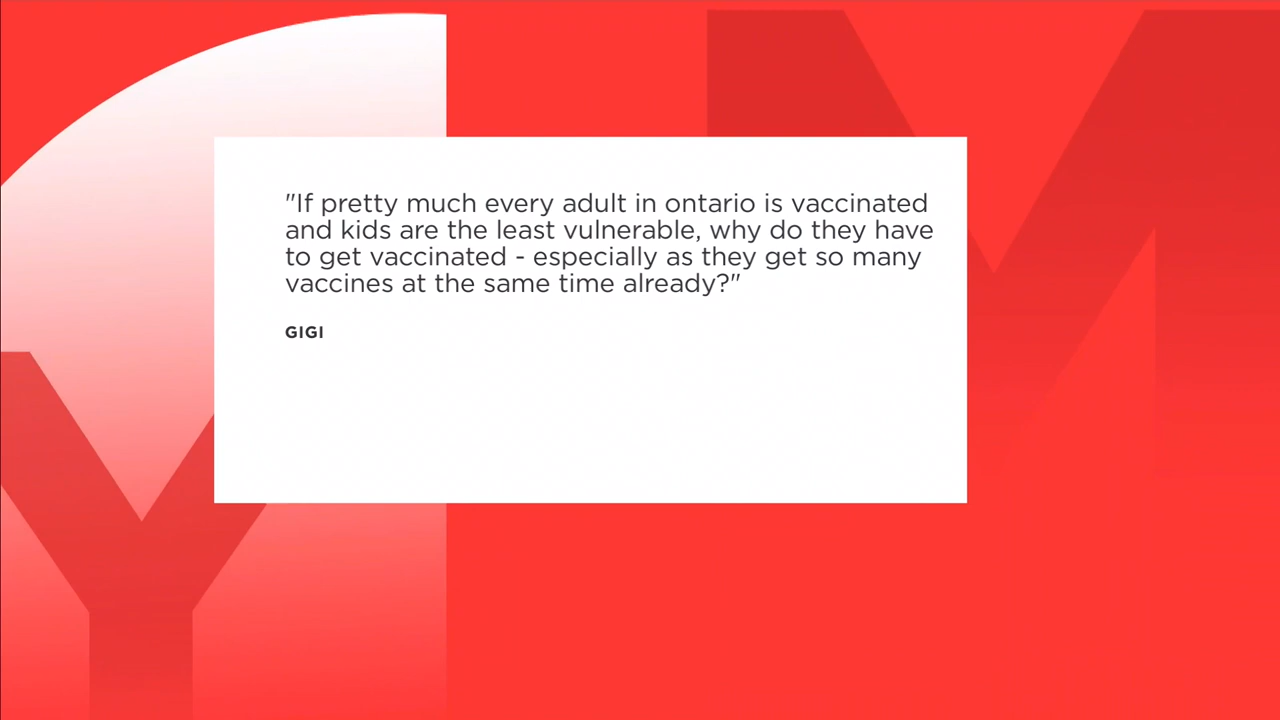 "If pretty much every adult in ontario is vaccinated
and kids are the least vulnerable, why do they have
to get vaccinated - especially as they get so many
vaccines at the same time already?"
GIGI